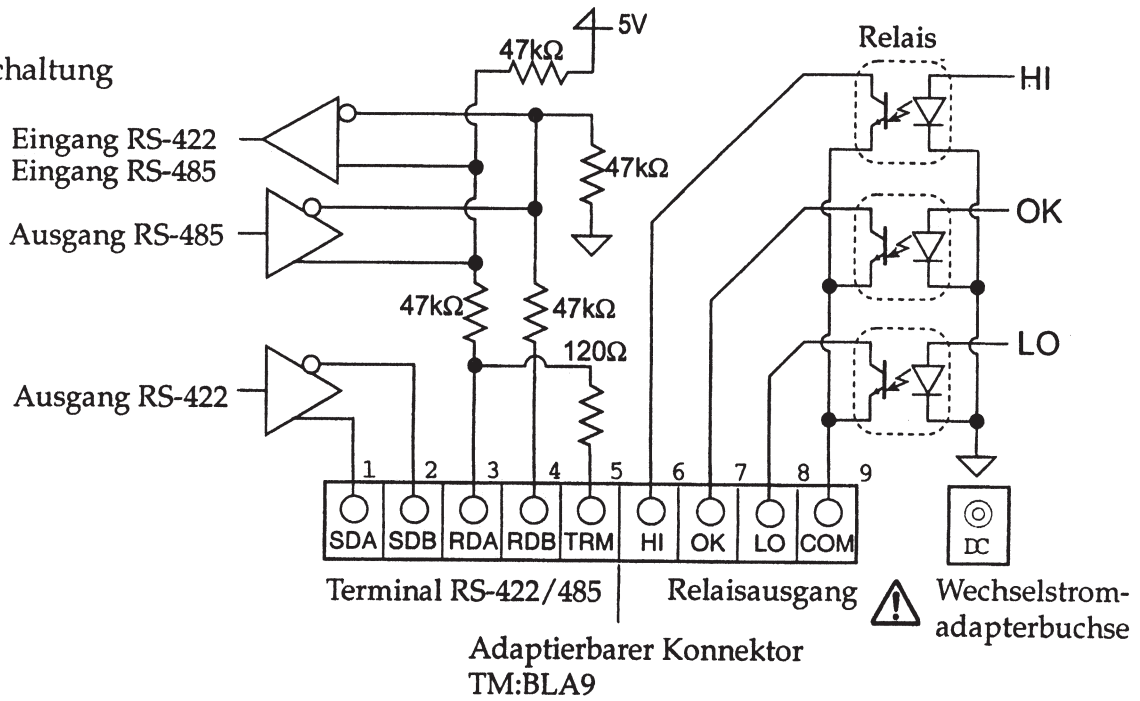 5V
47kΩ
Relais
chaltung
HI
Eingang RS-422
Eingang RS-485
47kΩ
OK
Ausgang RS-485
47kΩ
47kΩ
LO
120Ω
Ausgang RS-422
1 2 3 4 5 6 7 8 9
SDA SDB RDA RDB TRM HI OK LO COM
DC
Terminal RS-422/485
Relaisausgang
Wechselstrom-
adapterbuchse
Adaptierbarer Konnektor
TM:BLA9